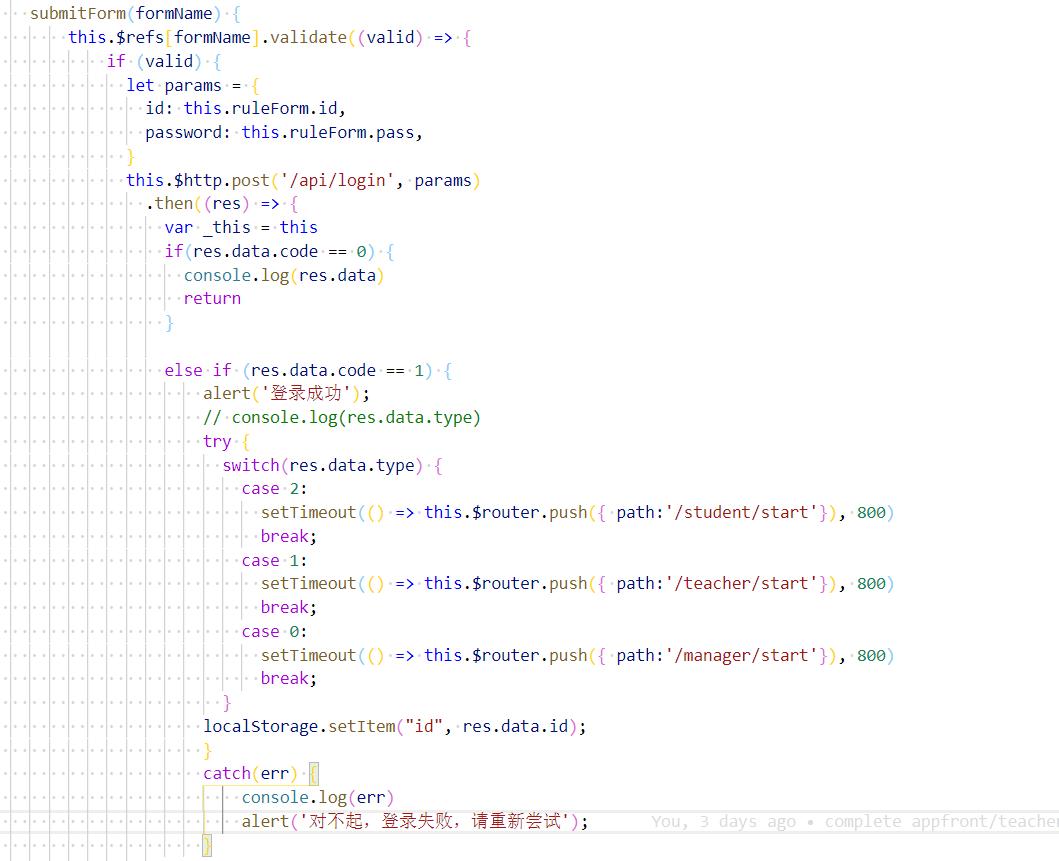 submitForm(formName) {
this.$refs[formName].validate((valid) => {
if (valid) {
let params = {
id: this.ruleForm.id,
password: this.ruleForm.pass,
}
this.$http.post('/api/login', params)
.then((res) => {
var _this = this
if(res.data.code == 0) {
console.log(res.data)
return
}
else if (res.data.code == 1) {
alert('登录成功');
// console.log(res.data.type)
try {
switch(res.data.type) {
case 2:
setTimeout(() => this.$router.push({ path:'/student/start'}), 800)
break;
case 1:
setTimeout(() => this.$router.push({ path:'/teacher/start'}), 800)
break;
case 0:
setTimeout(() => this.$router.push({ path:'/manager/start'}), 800)
break;
}
localStorage.setItem("id", res.data.id);
}
catch(err) {
console.log(err)
alert('对不起，登录失败，请重新尝试'); You, 3 days ago • complete appfront/teacher
}